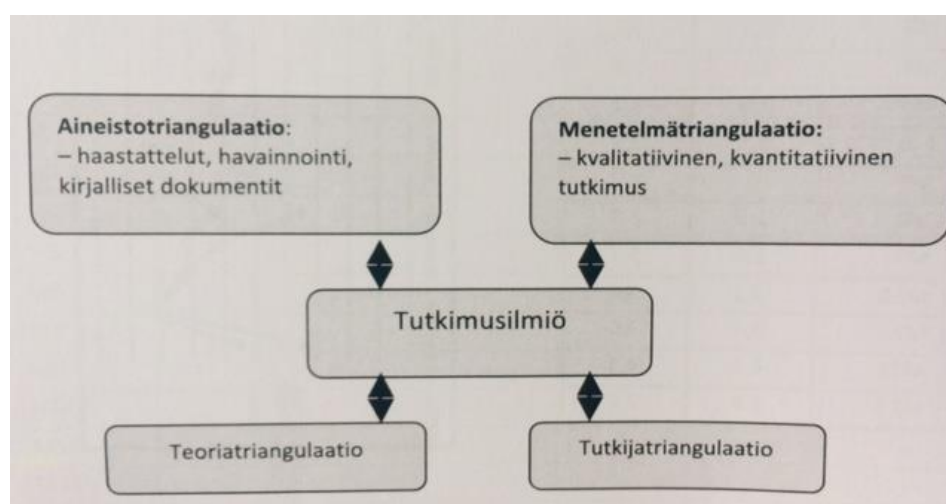 Aineistotriangulaatio:
– haastattelut, havainnointi,
kirjalliset dokumentit
Menetelmätriangulaatio:
– kvalitatiivinen, kvantitatiivinen
tutkimus
Tutkimusilmiö
Teoriatriangulaatio
Tutkijatriangulaatio